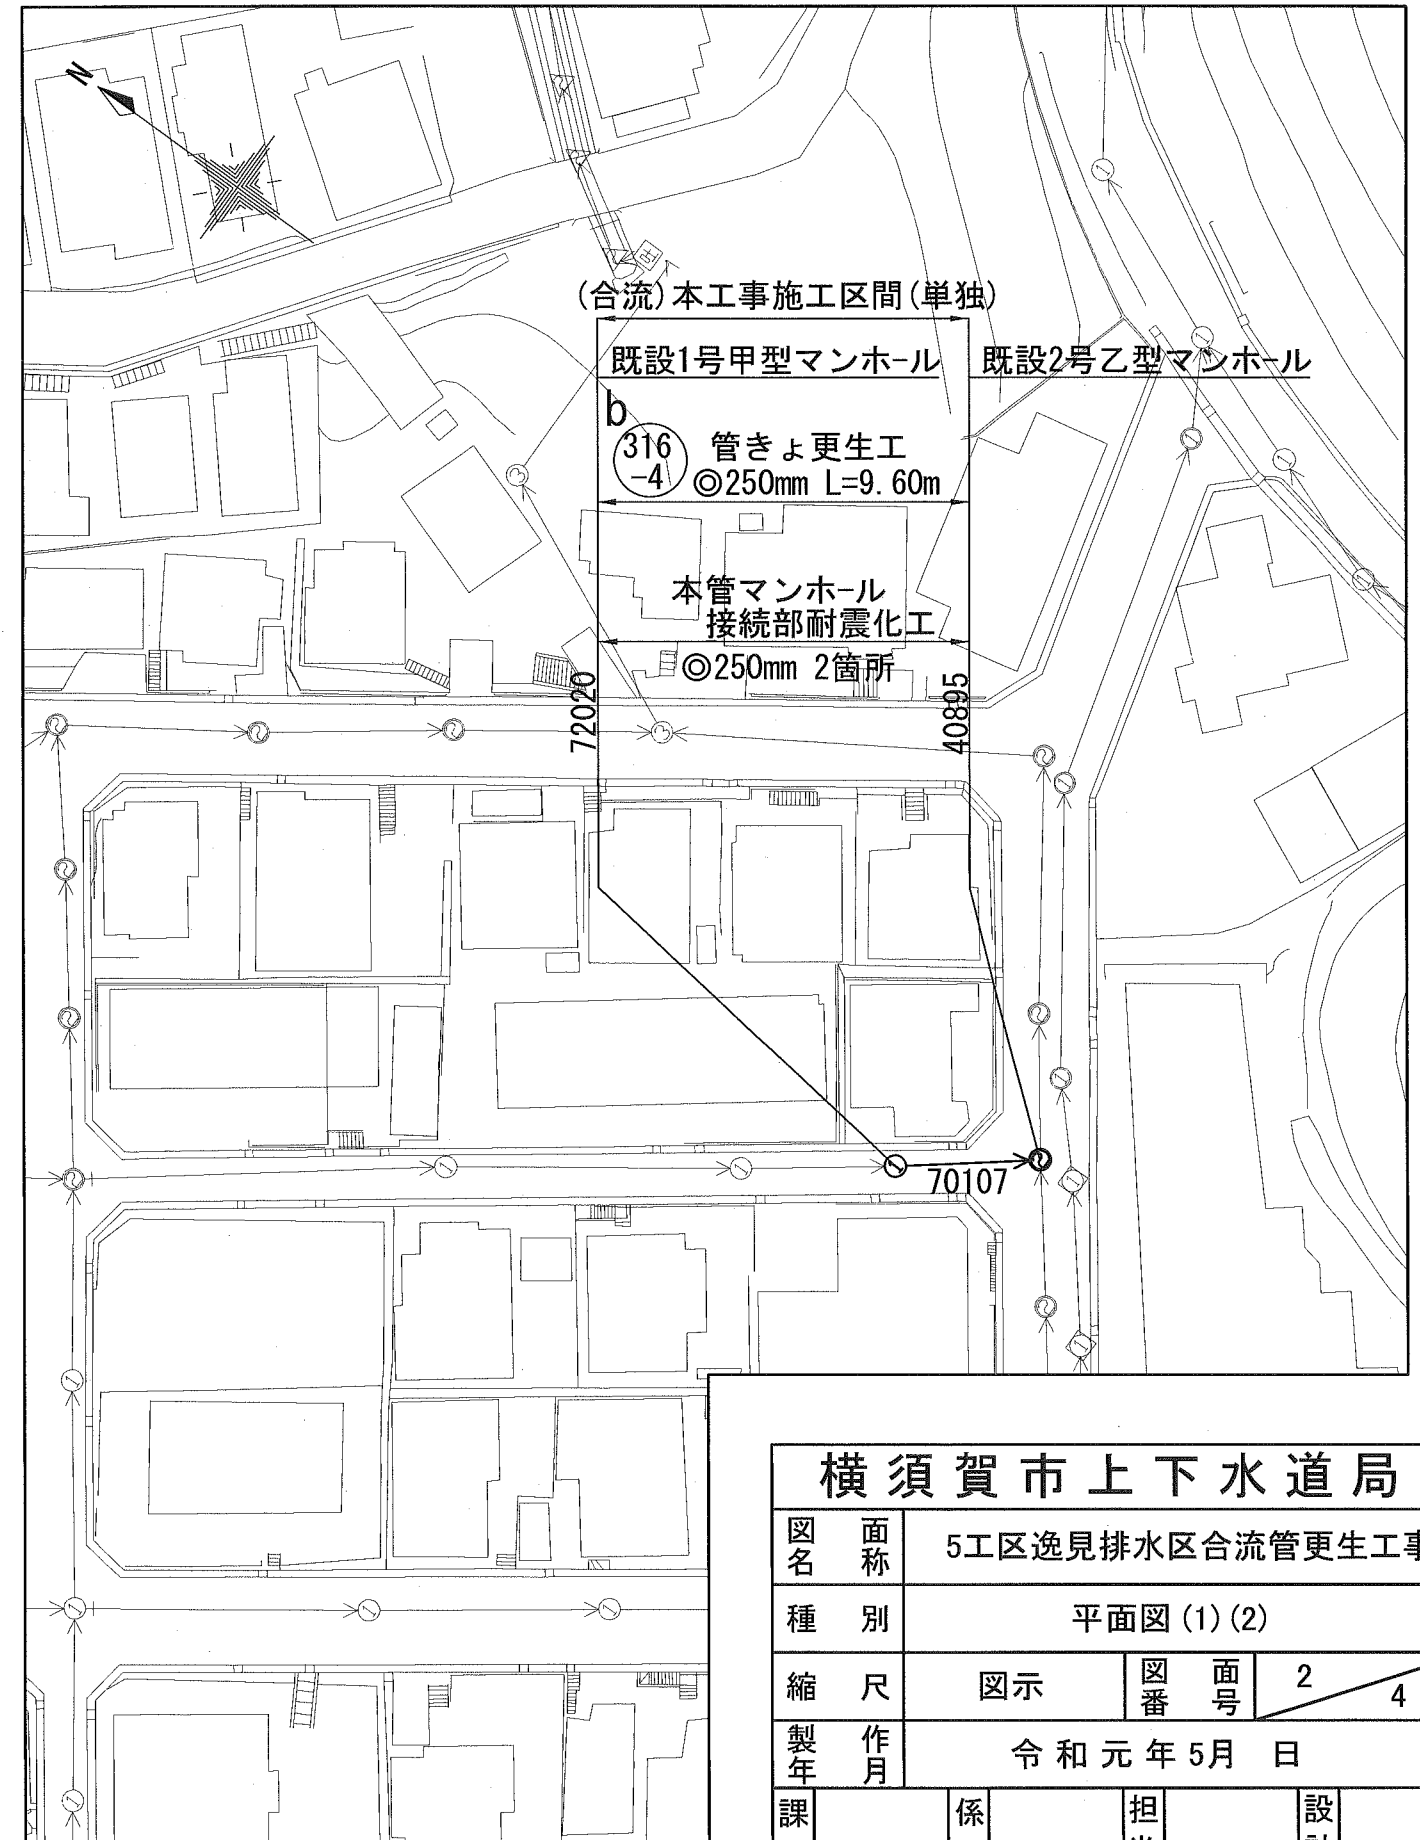 N
(合流)本工事施工区間(単独)
既設1号甲型マンホール
既設2号乙型マンホール
b
316
-4
管きょ更生工
◎250mm L=9.60m
本管マンホール
接続部耐震化工
◎250mm 2箇所
72020
40895
70107
横須賀市上下水道局
図面名称
5工区逸見排水区合流管更生工事
種別
平面図(1)(2)
縮尺
図示
図面番号
2
4
製作年月
令和元年5月 日
課
係
担
設